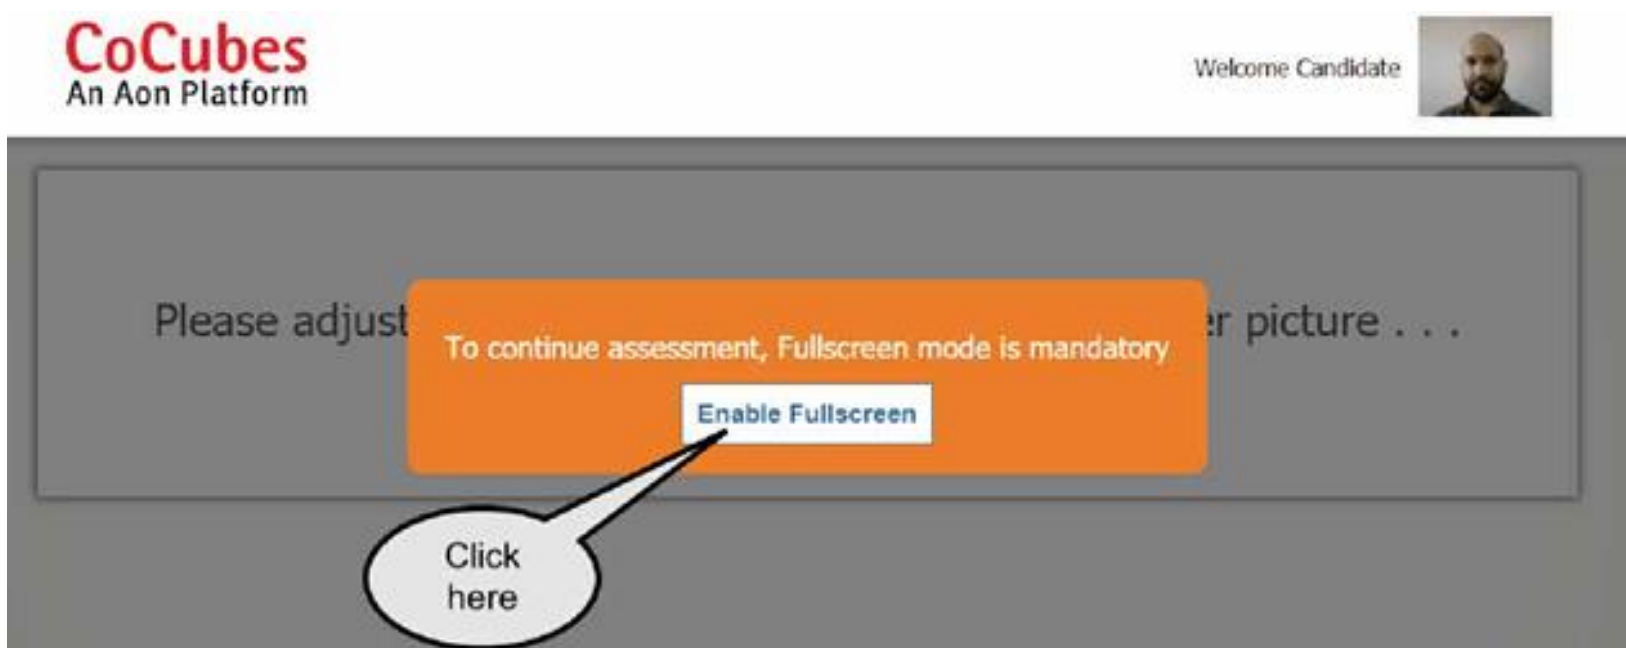 CoCubes
An Aon Platform
Welcome Candidate
Please adjust
er picture . . .
To continue assessment, Fullscreen mode is mandatory
Enable Fullscreen
Click
here